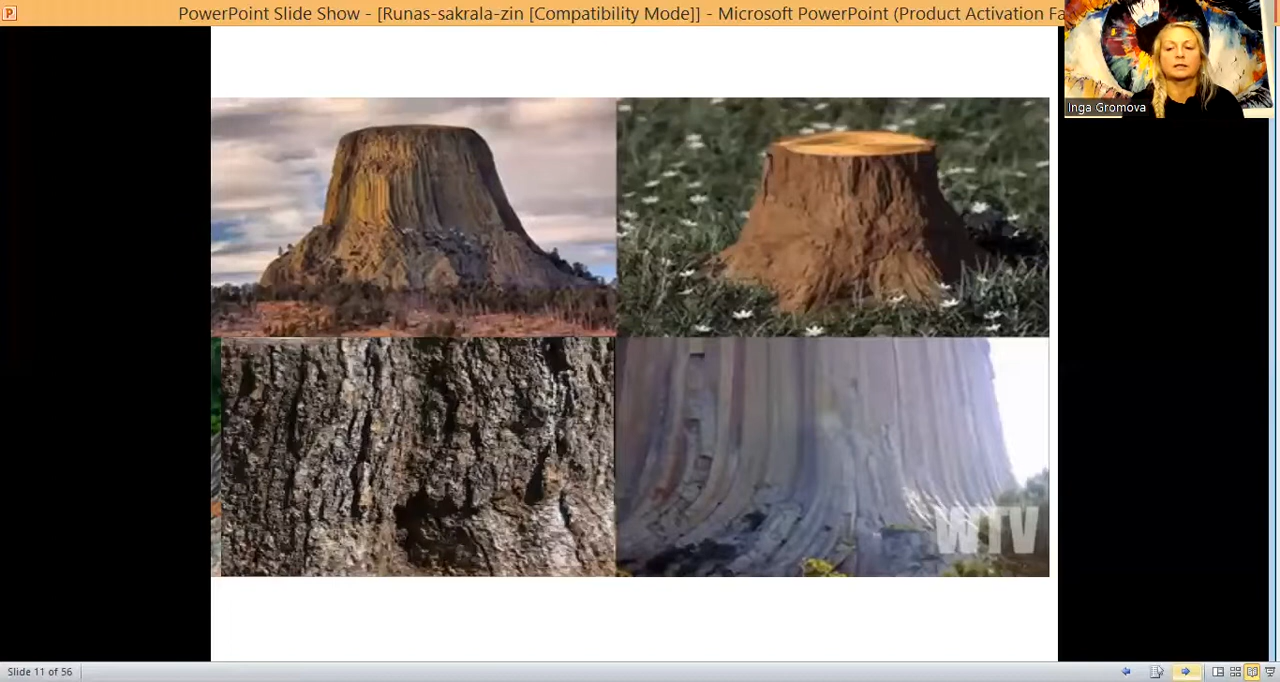 PowerPoint Slide Show - [Runas-sakrala-zin [Compatibility Mode]] - Microsoft PowerPoint (Product Activation Fa
Inga Gromova
WTV
Slide 11 of 56